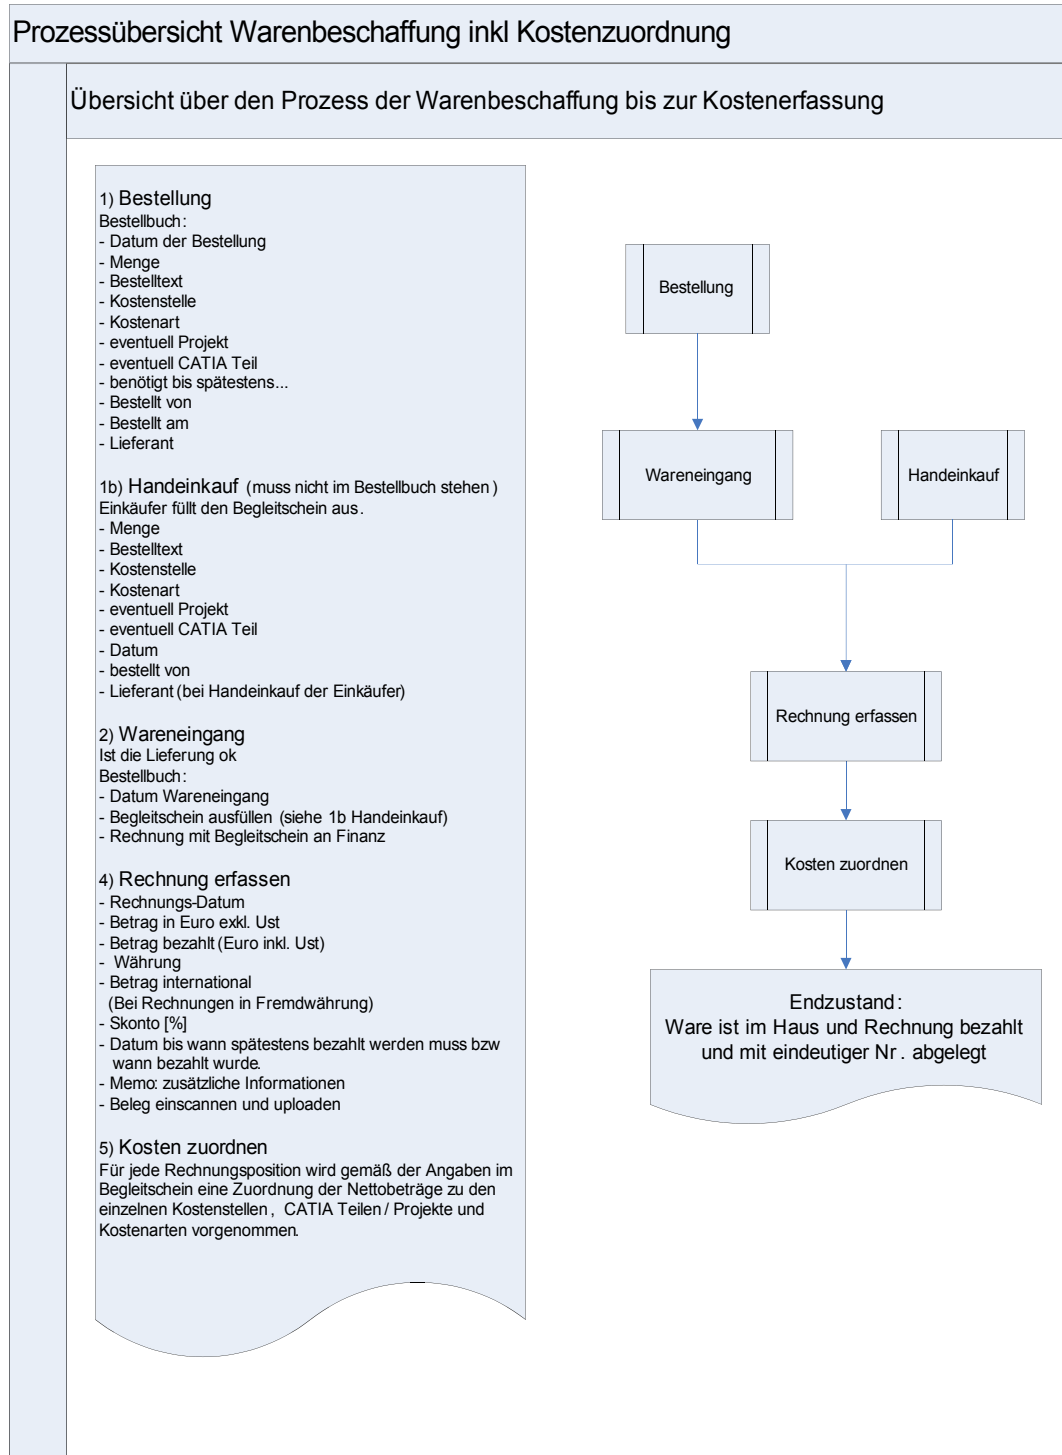 Prozessübersicht Warenbeschaffung inkl Kostenzuordnung
Übersicht über den Prozess der Warenbeschaffung bis zur Kostenerfassung
1) Bestellung
Bestellbuch:
- Datum der Bestellung
- Menge
- Bestelltext
- Kostenstelle
- Kostenart
- eventuell Projekt
- eventuell CATIA Teil
- benötigt bis spätestens...
- Bestellt von
- Bestellt am
- Lieferant
1b) Handeinkauf (muss nicht im Bestellbuch stehen)
Einkäufer füllt den Begleitschein aus.
- Menge
- Bestelltext
- Kostenstelle
- Kostenart
- eventuell Projekt
- eventuell CATIA Teil
- Datum
- bestellt von
- Lieferant (bei Handeinkauf der Einkäufer)
2) Wareneingang
Ist die Lieferung ok
Bestellbuch:
- Datum Wareneingang
- Begleitschein ausfüllen (siehe 1b Handeinkauf)
- Rechnung mit Begleitschein an Finanz
4) Rechnung erfassen
- Rechnungs-Datum
- Betrag in Euro exkl. Ust
- Betrag bezahlt (Euro inkl. Ust)
- Währung
- Betrag international
(Bei Rechnungen in Fremdwährung)
- Skonto [%]
- Datum bis wann spätestens bezahlt werden muss bzw
wann bezahlt wurde.
- Memo: zusätzliche Informationen
- Beleg einscannen und uploaden
5) Kosten zuordnen
Für jede Rechnungsposition wird gemäß der Angaben im
Begleitschein eine Zuordnung der Nettobeträge zu den
einzelnen Kostenstellen, CATIA Teilen / Projekte und
Kostenarten vorgenommen.
Bestellung
Wareneingang
Handeinkauf
Rechnung erfassen
Kosten zuordnen
Endzustand:
Ware ist im Haus und Rechnung bezahlt
und mit eindeutiger Nr. abgelegt